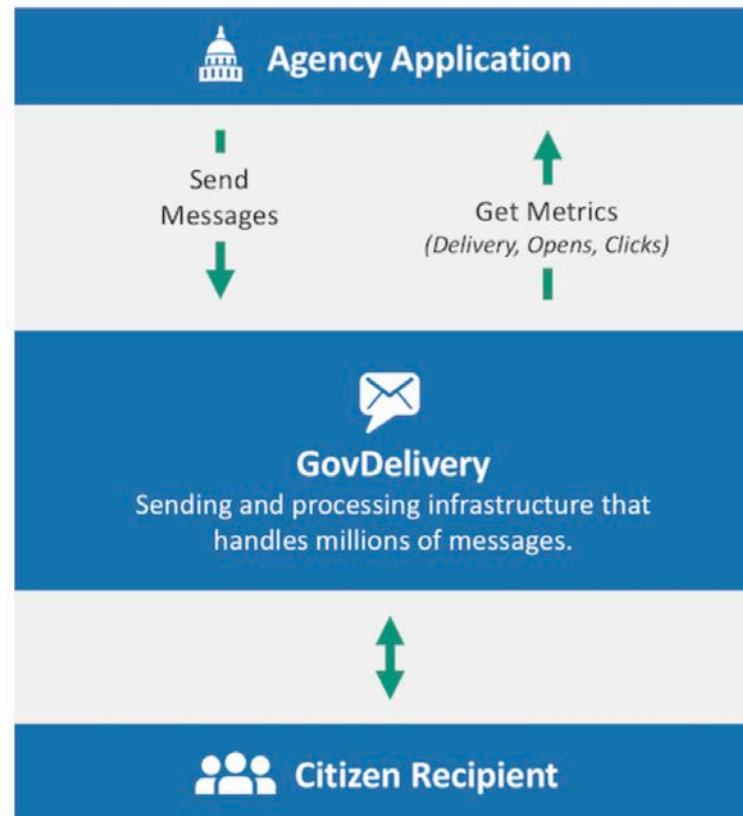 Agency Application
Send
Messages
Get Metrics
(Delivery, Opens, Clicks)
GovDelivery
Sending and processing infrastructure that
handles millions of messages.
Citizen Recipient